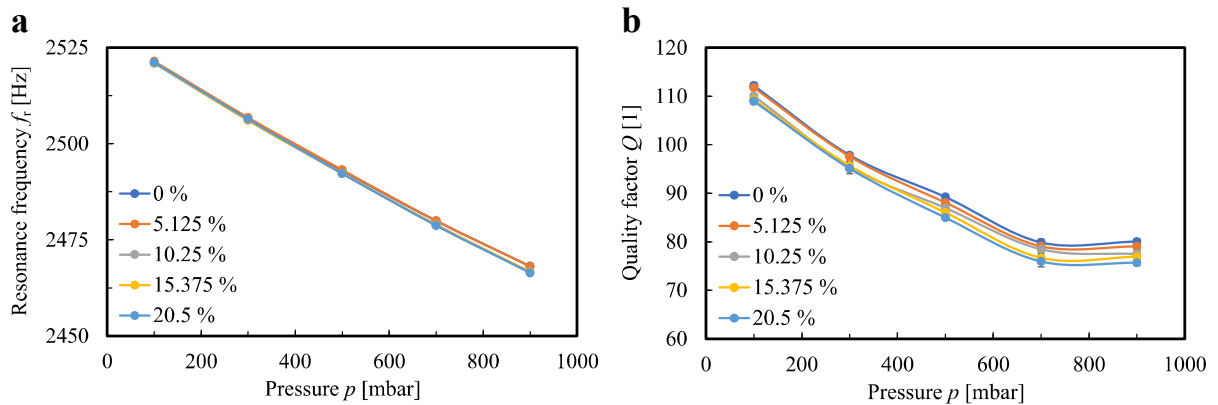 a
Resonance frequency fr [Hz]
2525
2500
2475
2450
0 %
5.125 %
10.25 %
15.375 %
20.5 %
0 200 400 600 800 1000
Pressure p [mbar]
b
Quality factor Q [1]
120
110
100
90
80
70
60
0 %
5.125 %
10.25 %
15.375 %
20.5 %
0 200 400 600 800 1000
Pressure p [mbar]